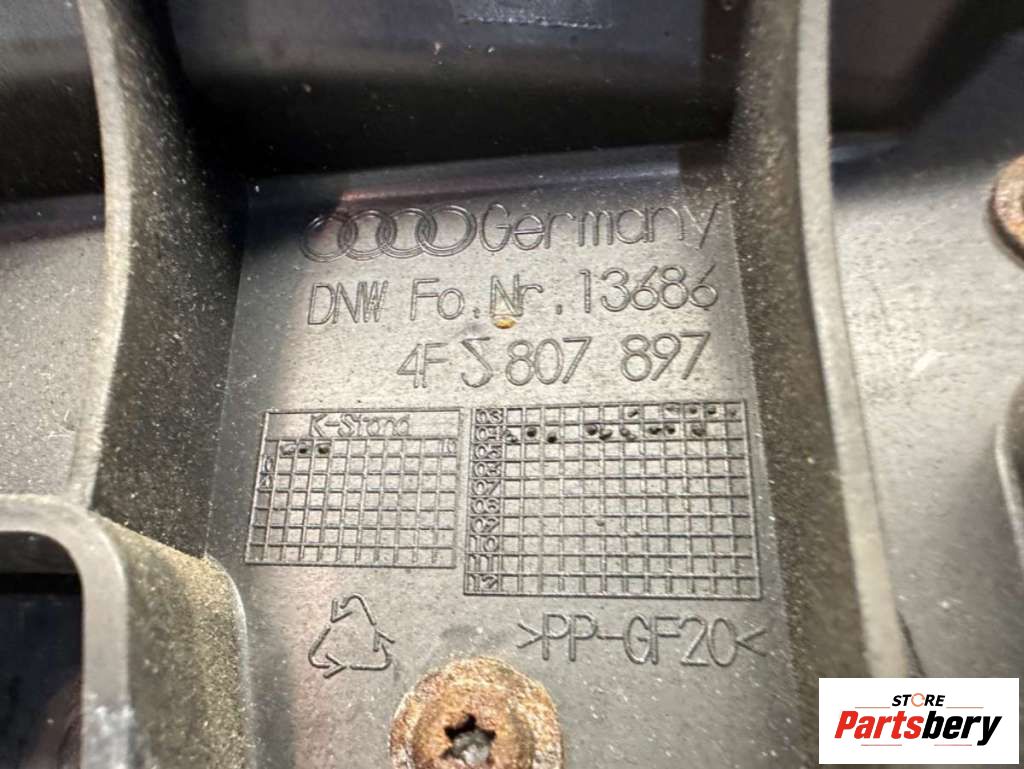 Germany
DNW Fo.Nr.13686
4F5 807 897
K-Stand
03
04
05
06
07
08
09
10
11
12
>PP-GF20<
STORE
Partsbery